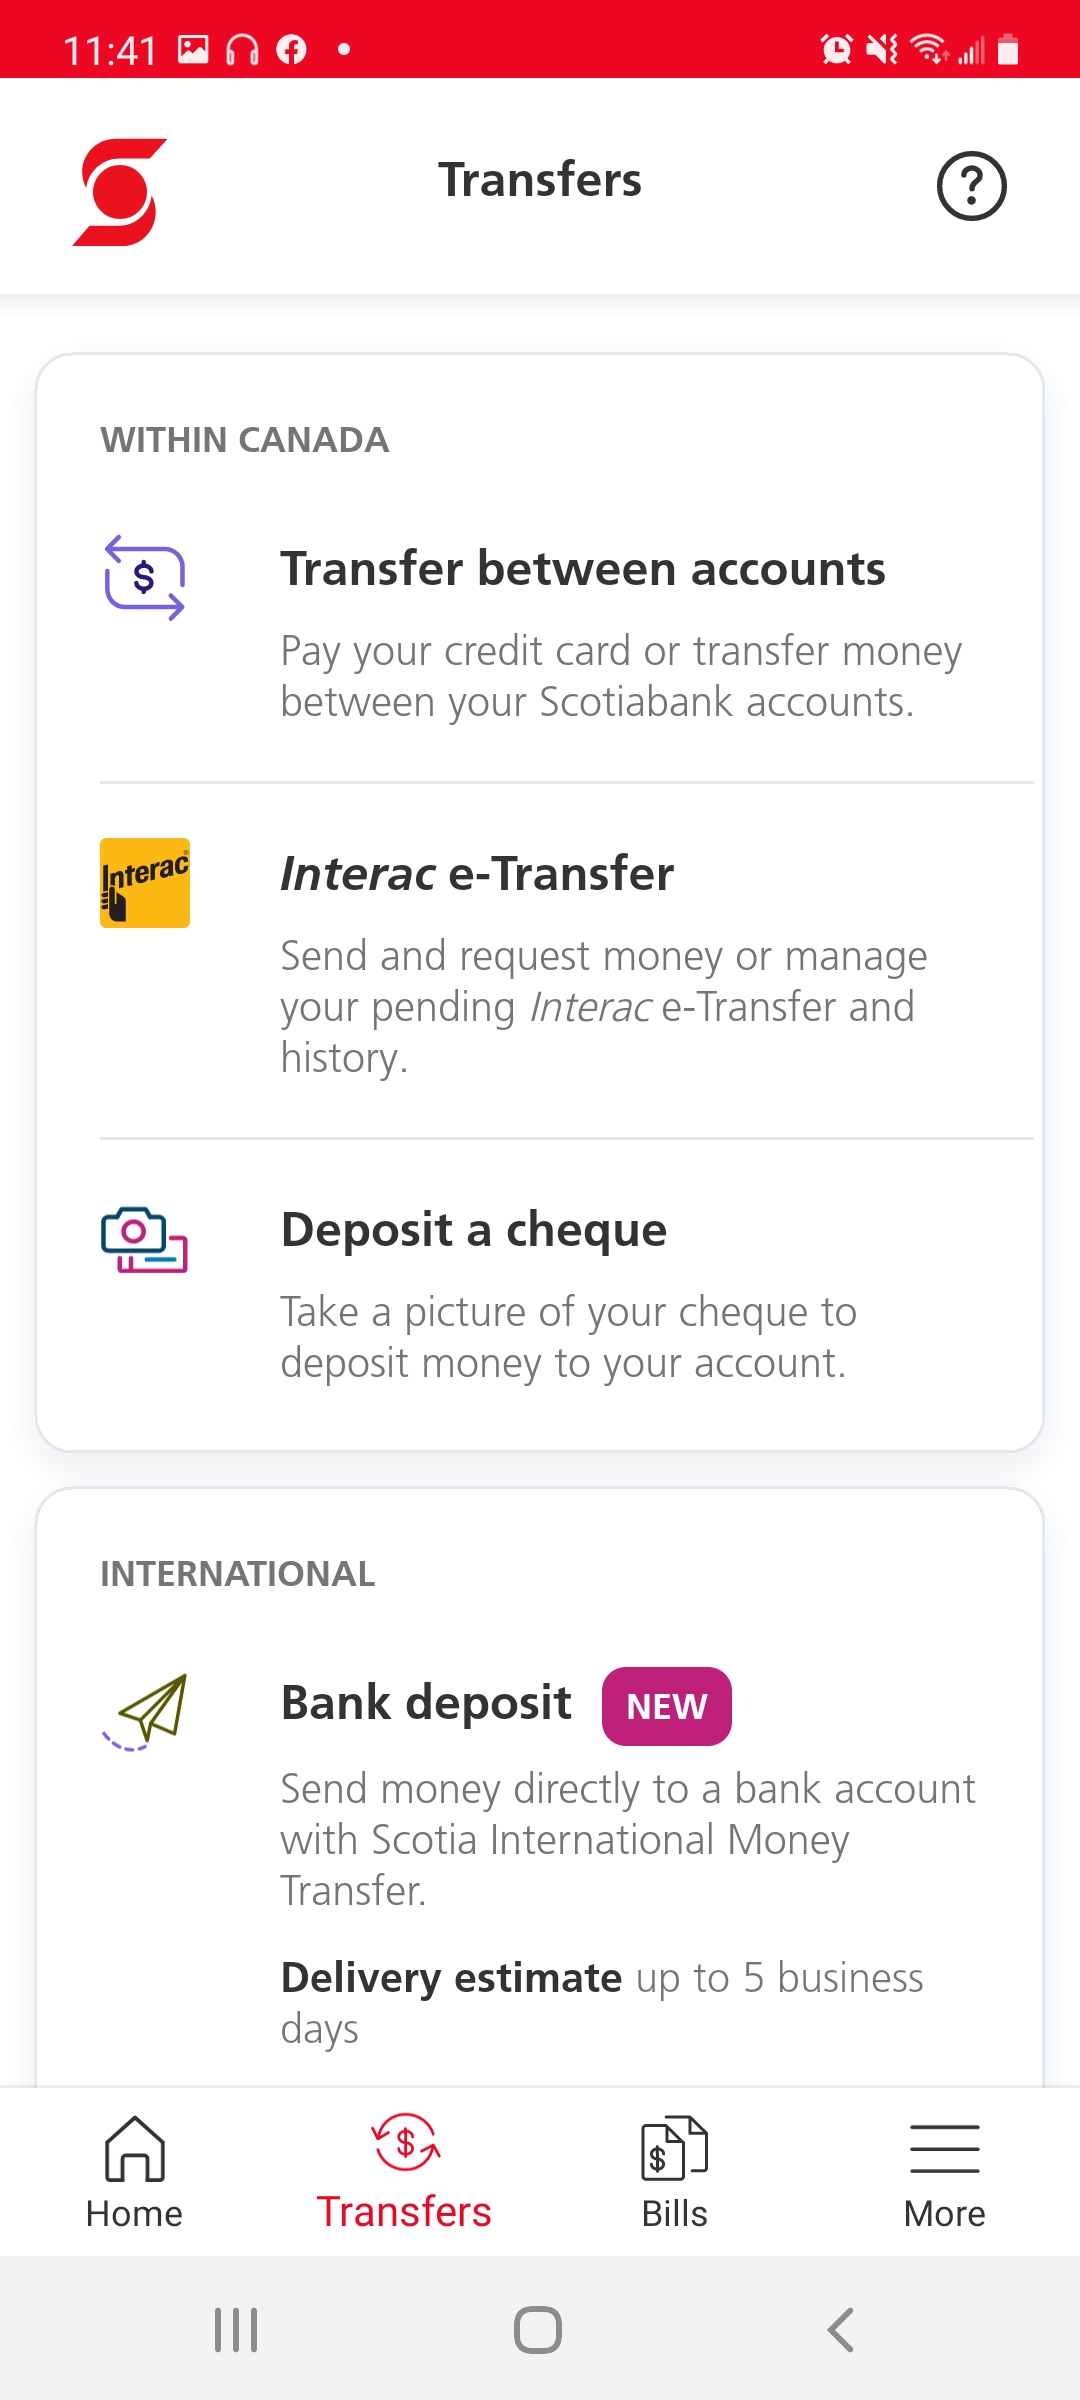 11:41
Transfers
WITHIN CANADA
Transfer between accounts
Pay your credit card or transfer money
between your Scotiabank accounts.
Interac
Interac e-Transfer
Send and request money or manage
your pending Interac e-Transfer and
history.
Deposit a cheque
Take a picture of your cheque to
deposit money to your account.
INTERNATIONAL
Bank deposit NEW
Send money directly to a bank account
with Scotia International Money
Transfer.
Delivery estimate up to 5 business
days
Home Transfers Bills More